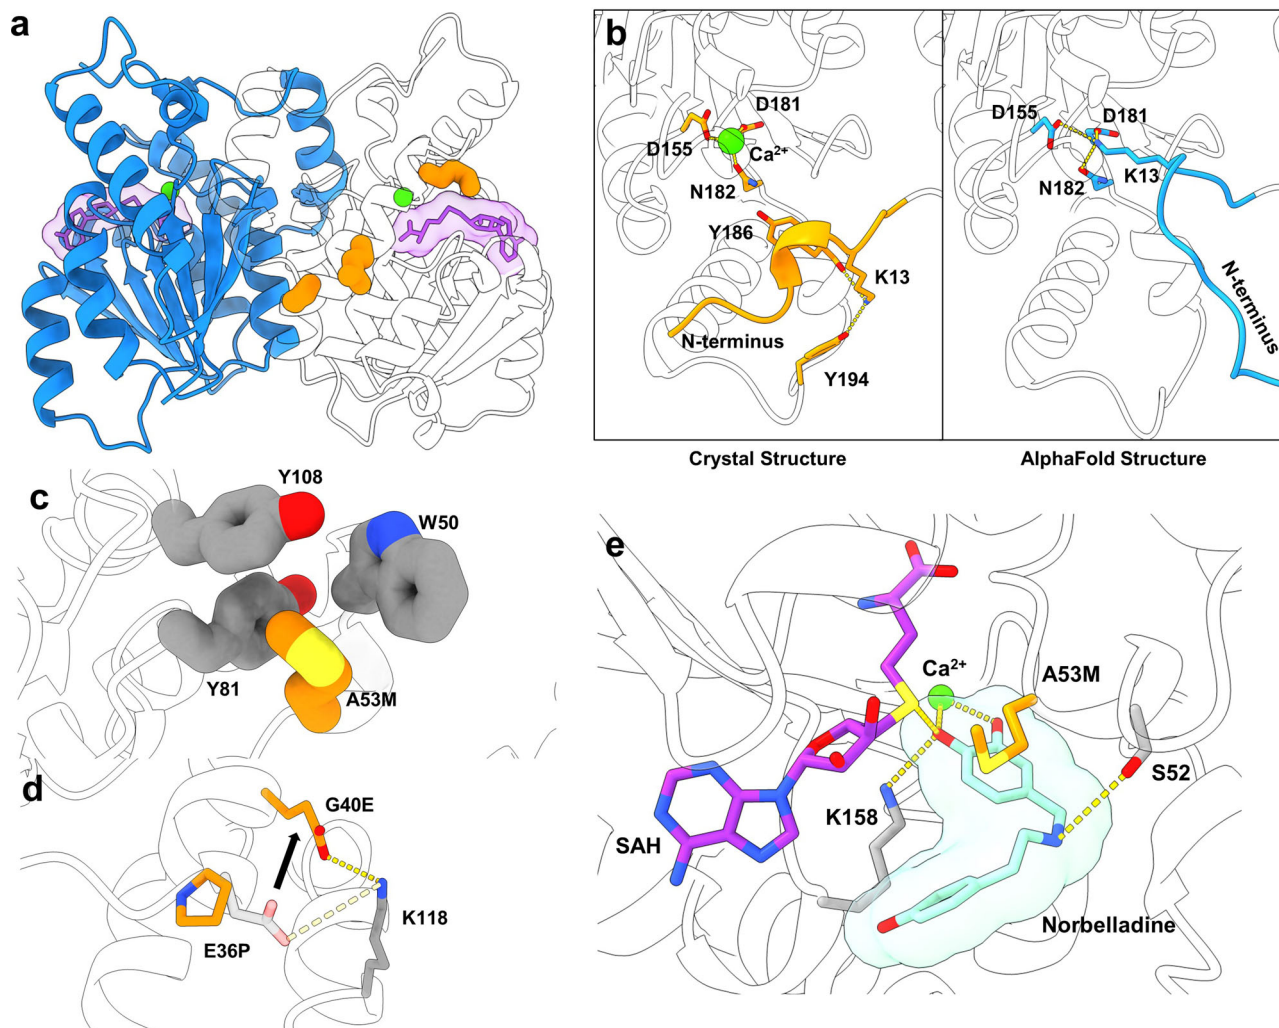 a
b
D181
D155
Ca²⁺
N182
Y186
K13
N-terminus
Y194
Crystal Structure
D155
D181
K13
N182
N-terminus
AlphaFold Structure
c
Y108
W50
Y81
A53M
d
G40E
K118
E36P
e
Ca²⁺
A53M
S52
K158
SAH
Norbelladine